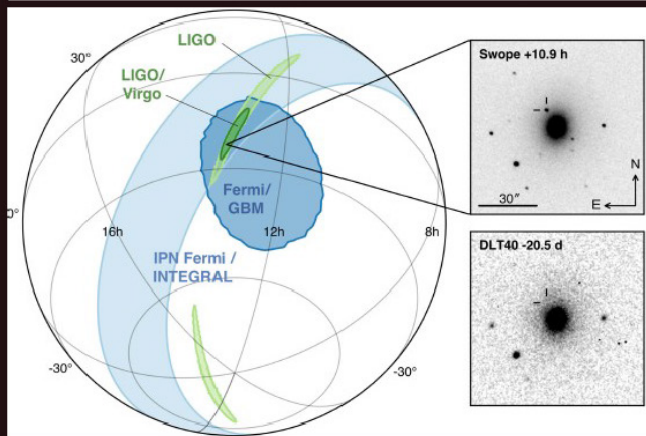 LIGO
30°
LIGO/
Virgo
Fermi/
GBM
16h
12h
8h
IPN Fermi /
INTEGRAL
-30°
-30°
Swope +10.9 h
N
30"
E
DLT40 -20.5 d